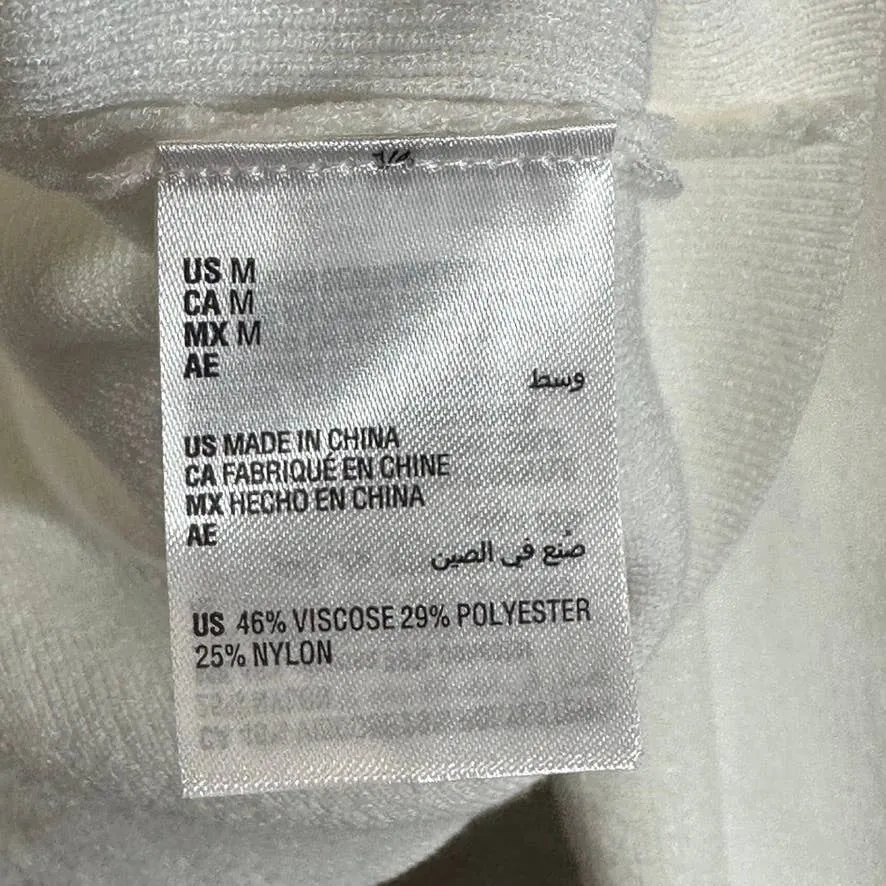 US M
CA M
MX M
AE
وسط
US MADE IN CHINA
CA FABRIQUÉ EN CHINE
MX HECHO EN CHINA
AE
صُنع في الصين
US 46% VISCOSE 29% POLYESTER
25% NYLON